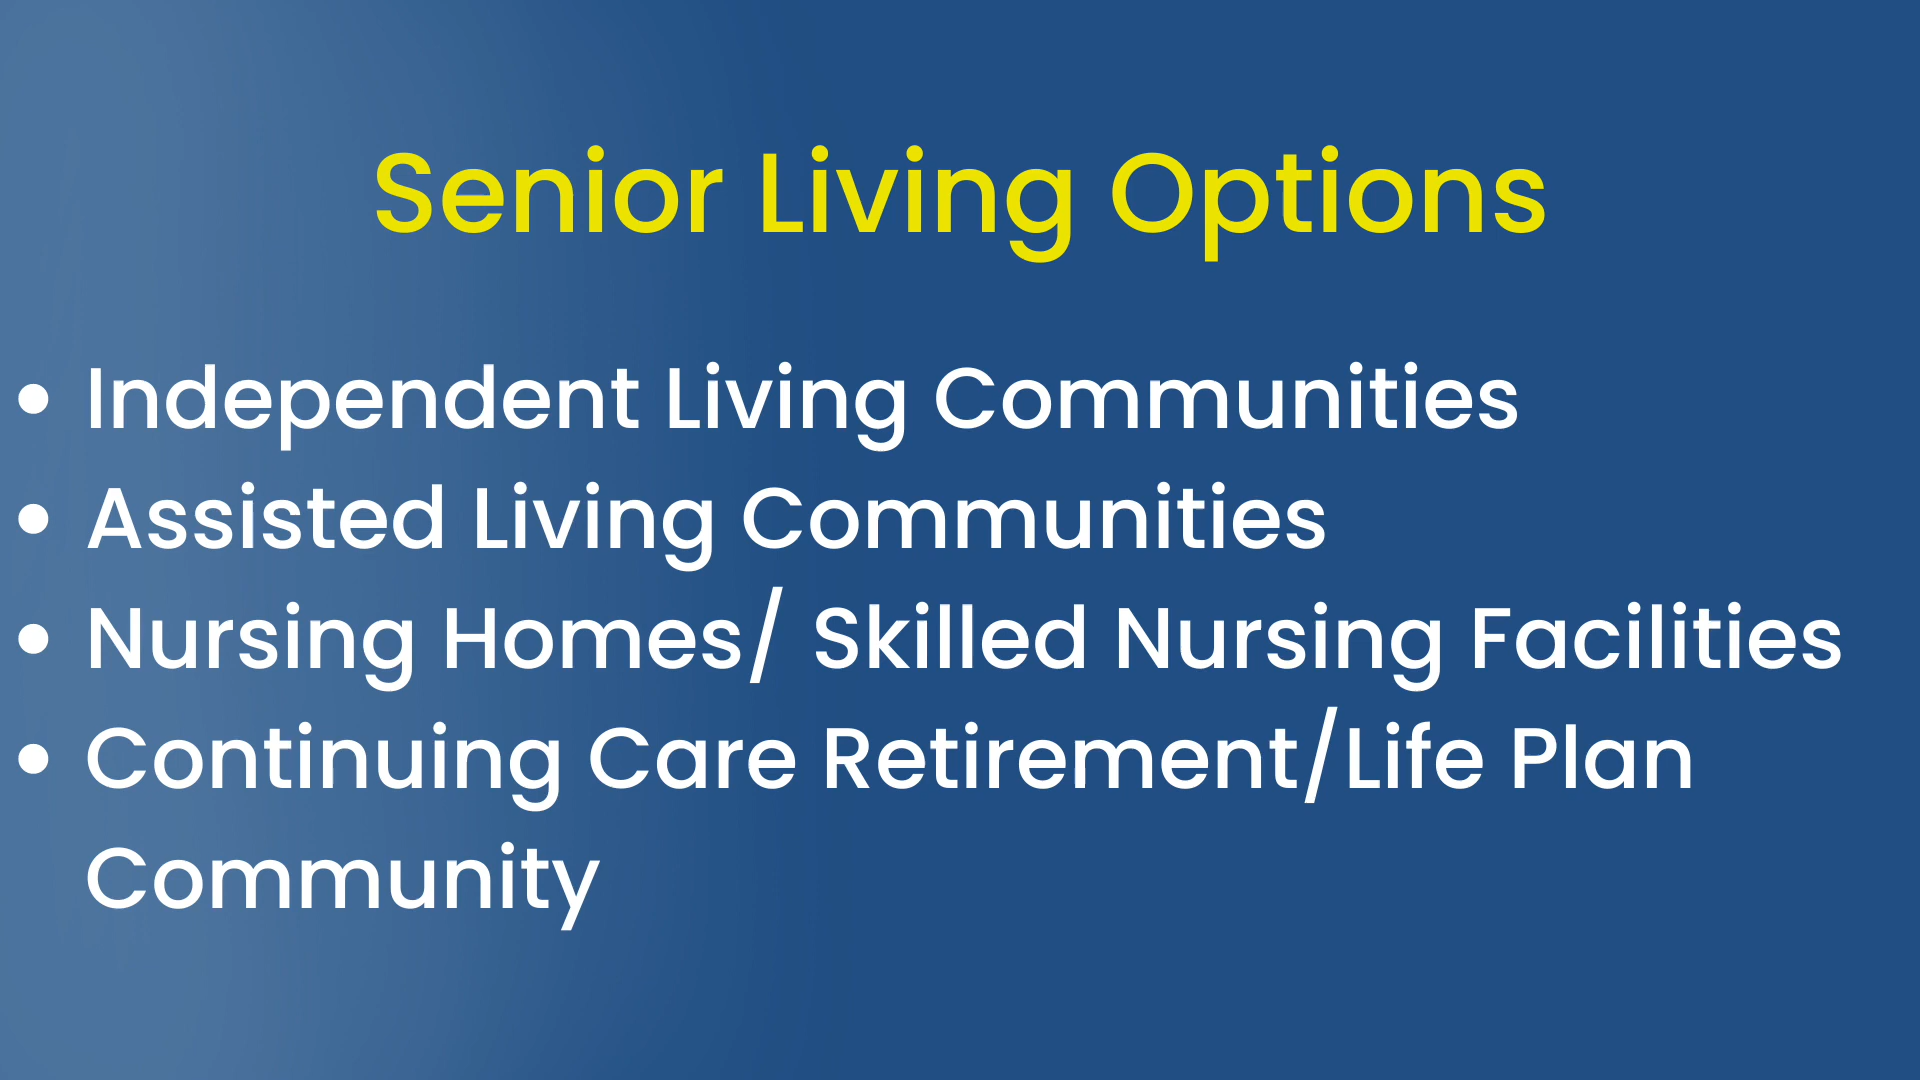 Senior Living Options
• Independent Living Communities
• Assisted Living Communities
• Nursing Homes/ Skilled Nursing Facilities
• Continuing Care Retirement/Life Plan
Community